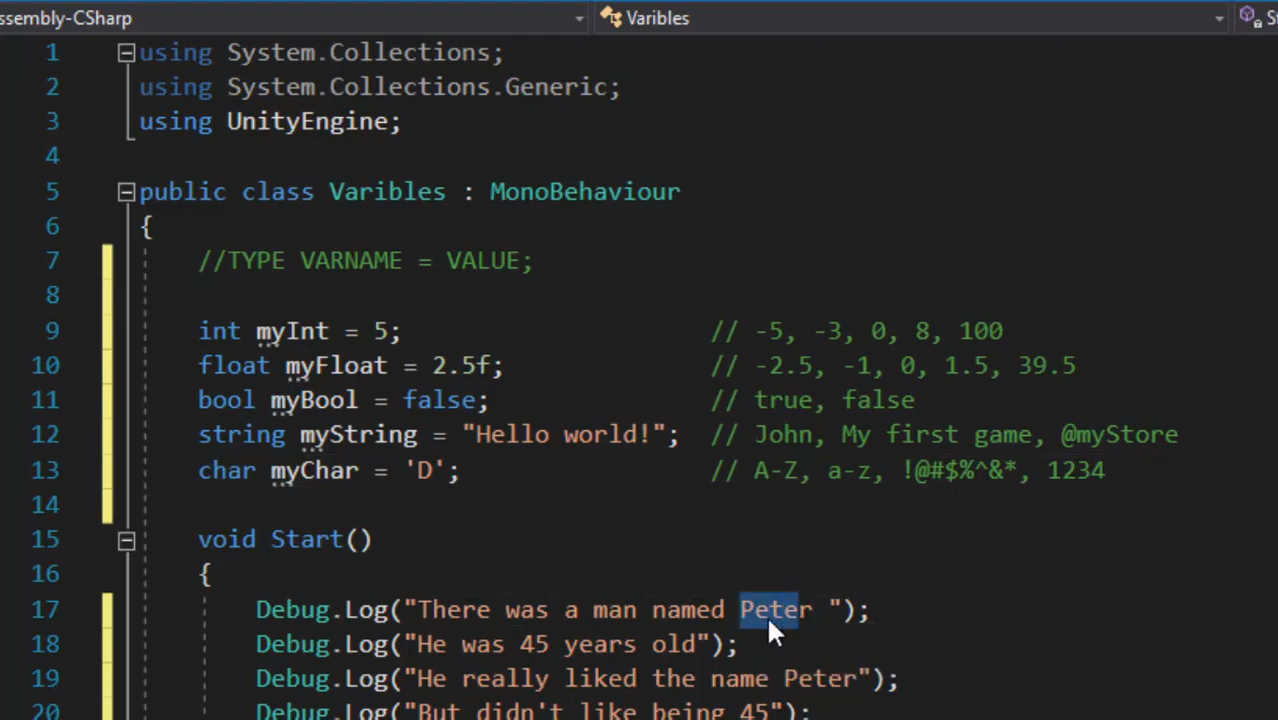 ssembly-CSharp Varibles S
1 using System.Collections;
2 using System.Collections.Generic;
3 using UnityEngine;
4
5 public class Varibles : MonoBehaviour
6 {
7 //TYPE VARNAME = VALUE;
8
9 int myInt = 5; // -5, -3, 0, 8, 100
10 float myFloat = 2.5f; // -2.5, -1, 0, 1.5, 39.5
11 bool myBool = false; // true, false
12 string myString = "Hello world!"; // John, My first game, @myStore
13 char myChar = 'D'; // A-Z, a-z, !@#$%^&*, 1234
14
15 void Start()
16 {
17 Debug.Log("There was a man named Peter ");
18 Debug.Log("He was 45 years old");
19 Debug.Log("He really liked the name Peter");
20 Debug.Log("But didn't like being 45");